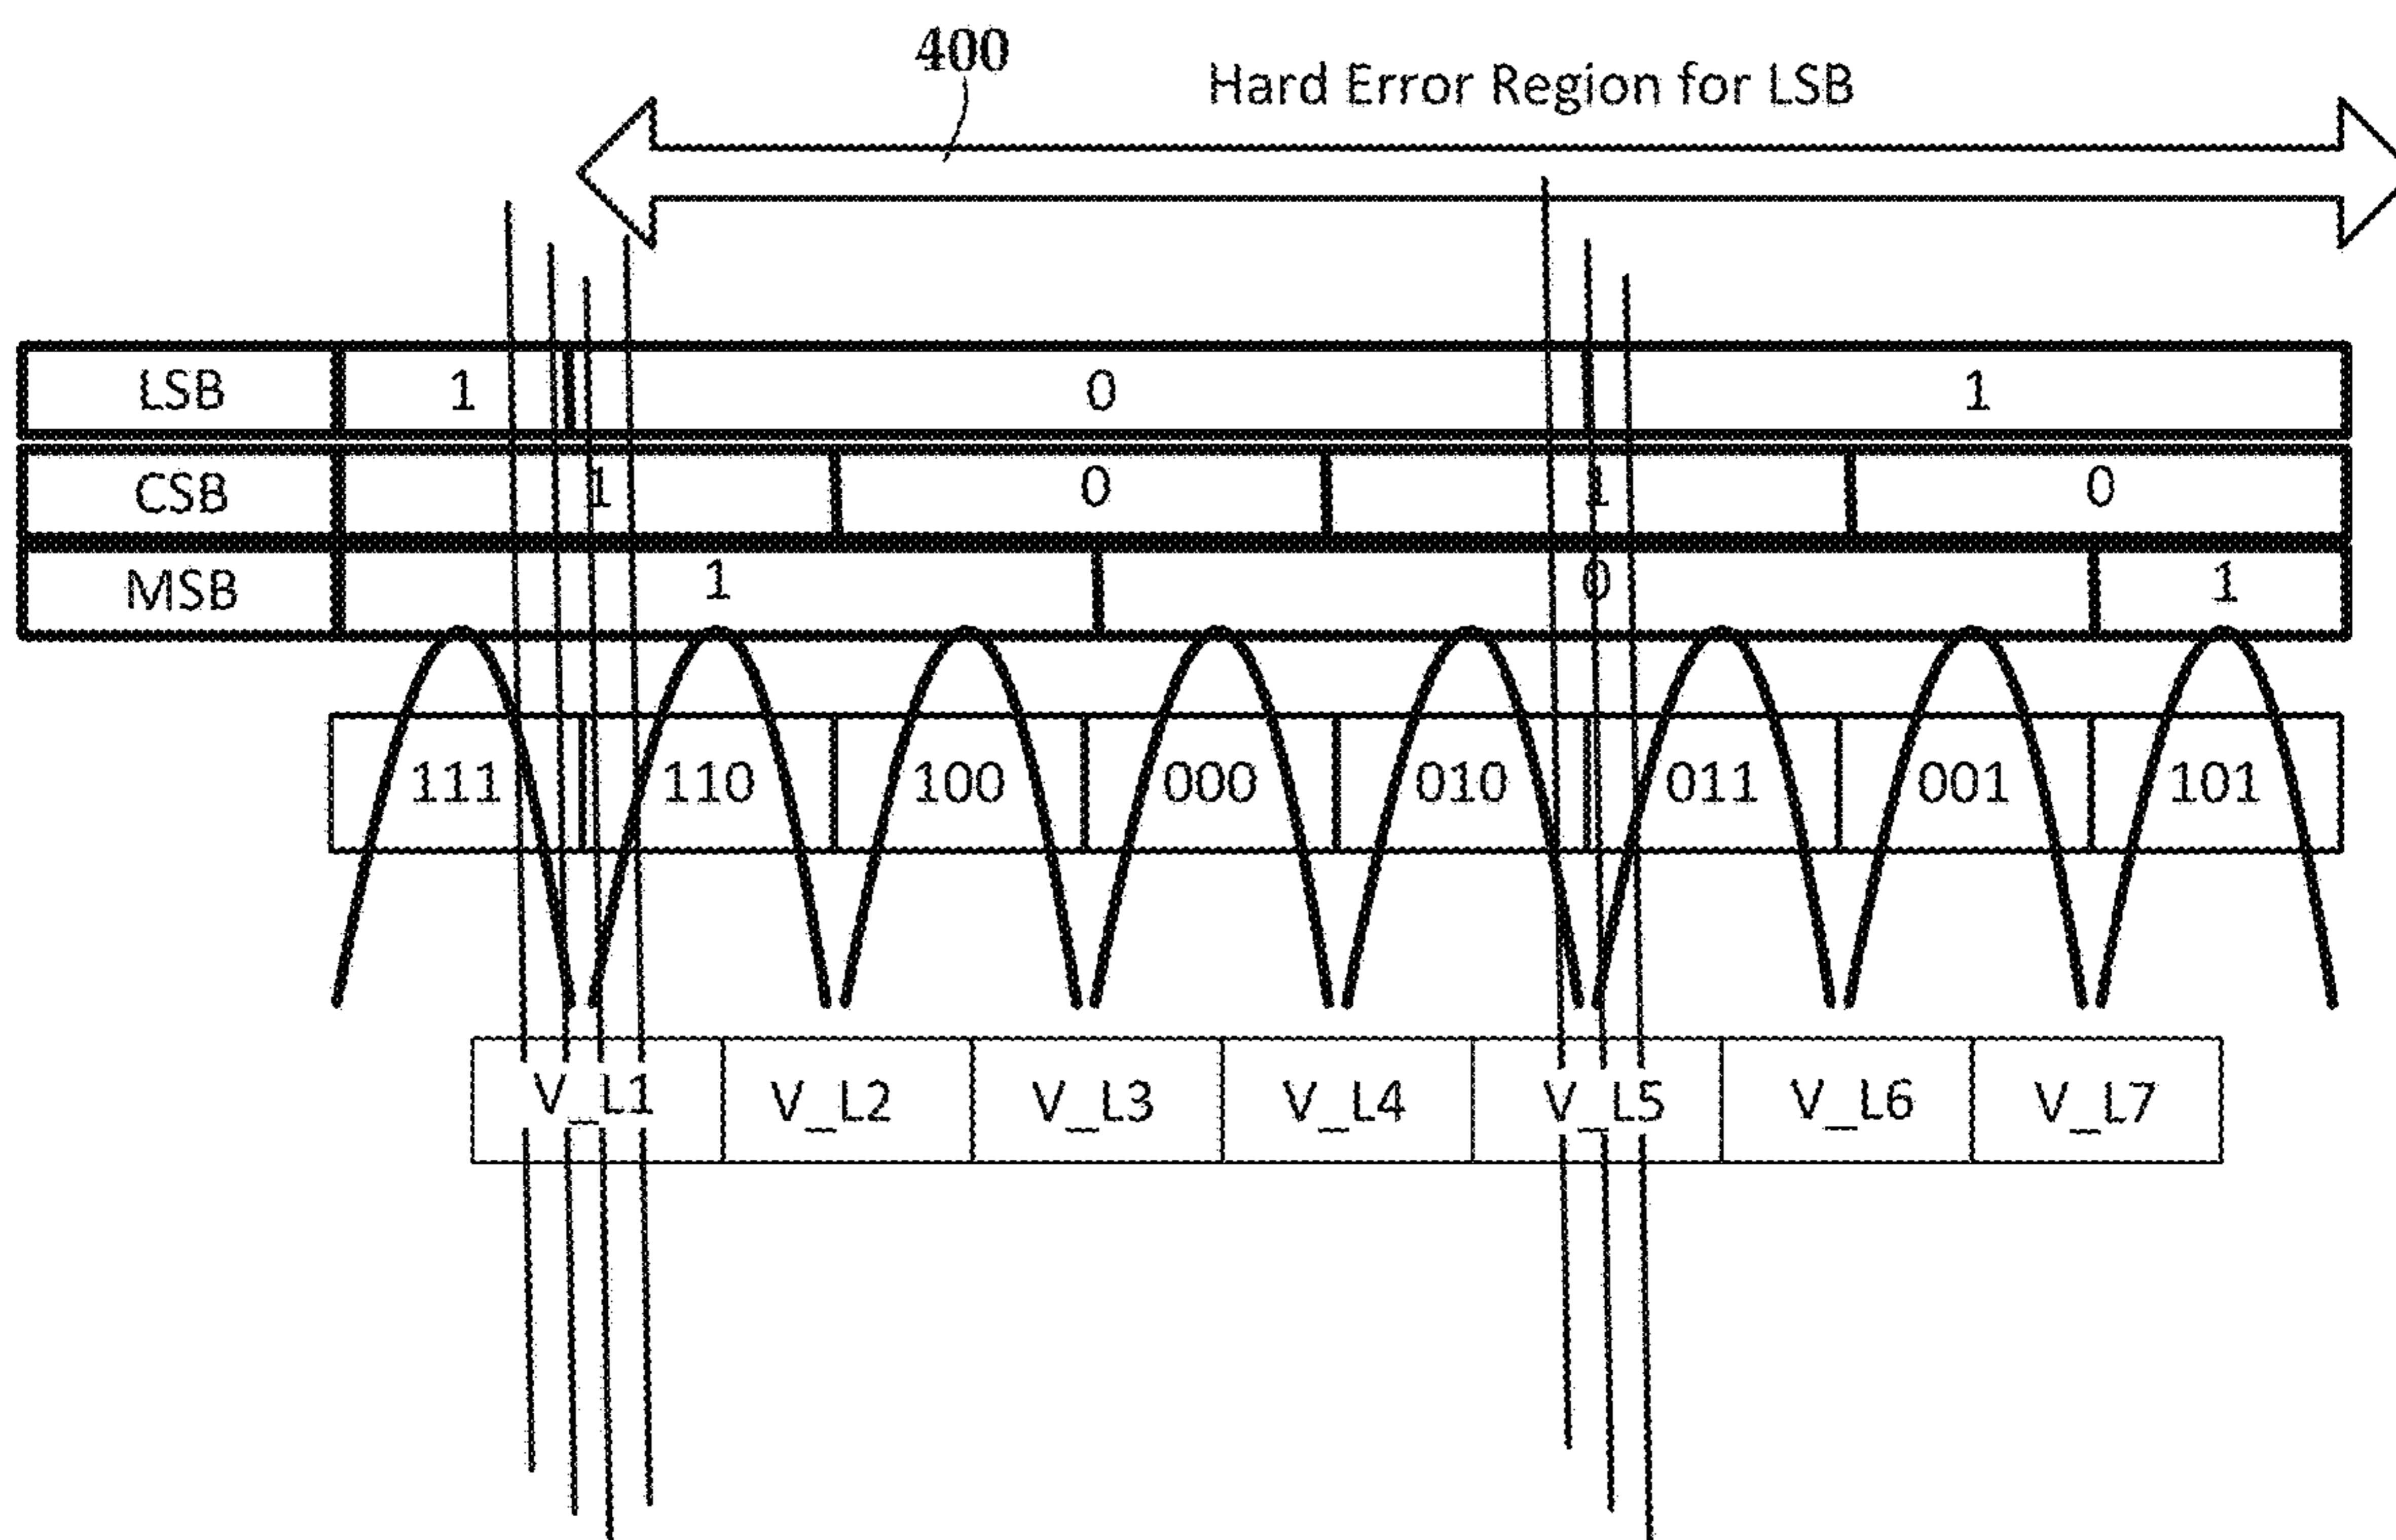 400
Hard Error Region for LSB
LSB 1 0 1
CSB 1 0 1 0
MSB 1 0 1
111 110 100 000 010 011 001 101
V_L1 V_L2 V_L3 V_L4 V_L5 V_L6 V_L7